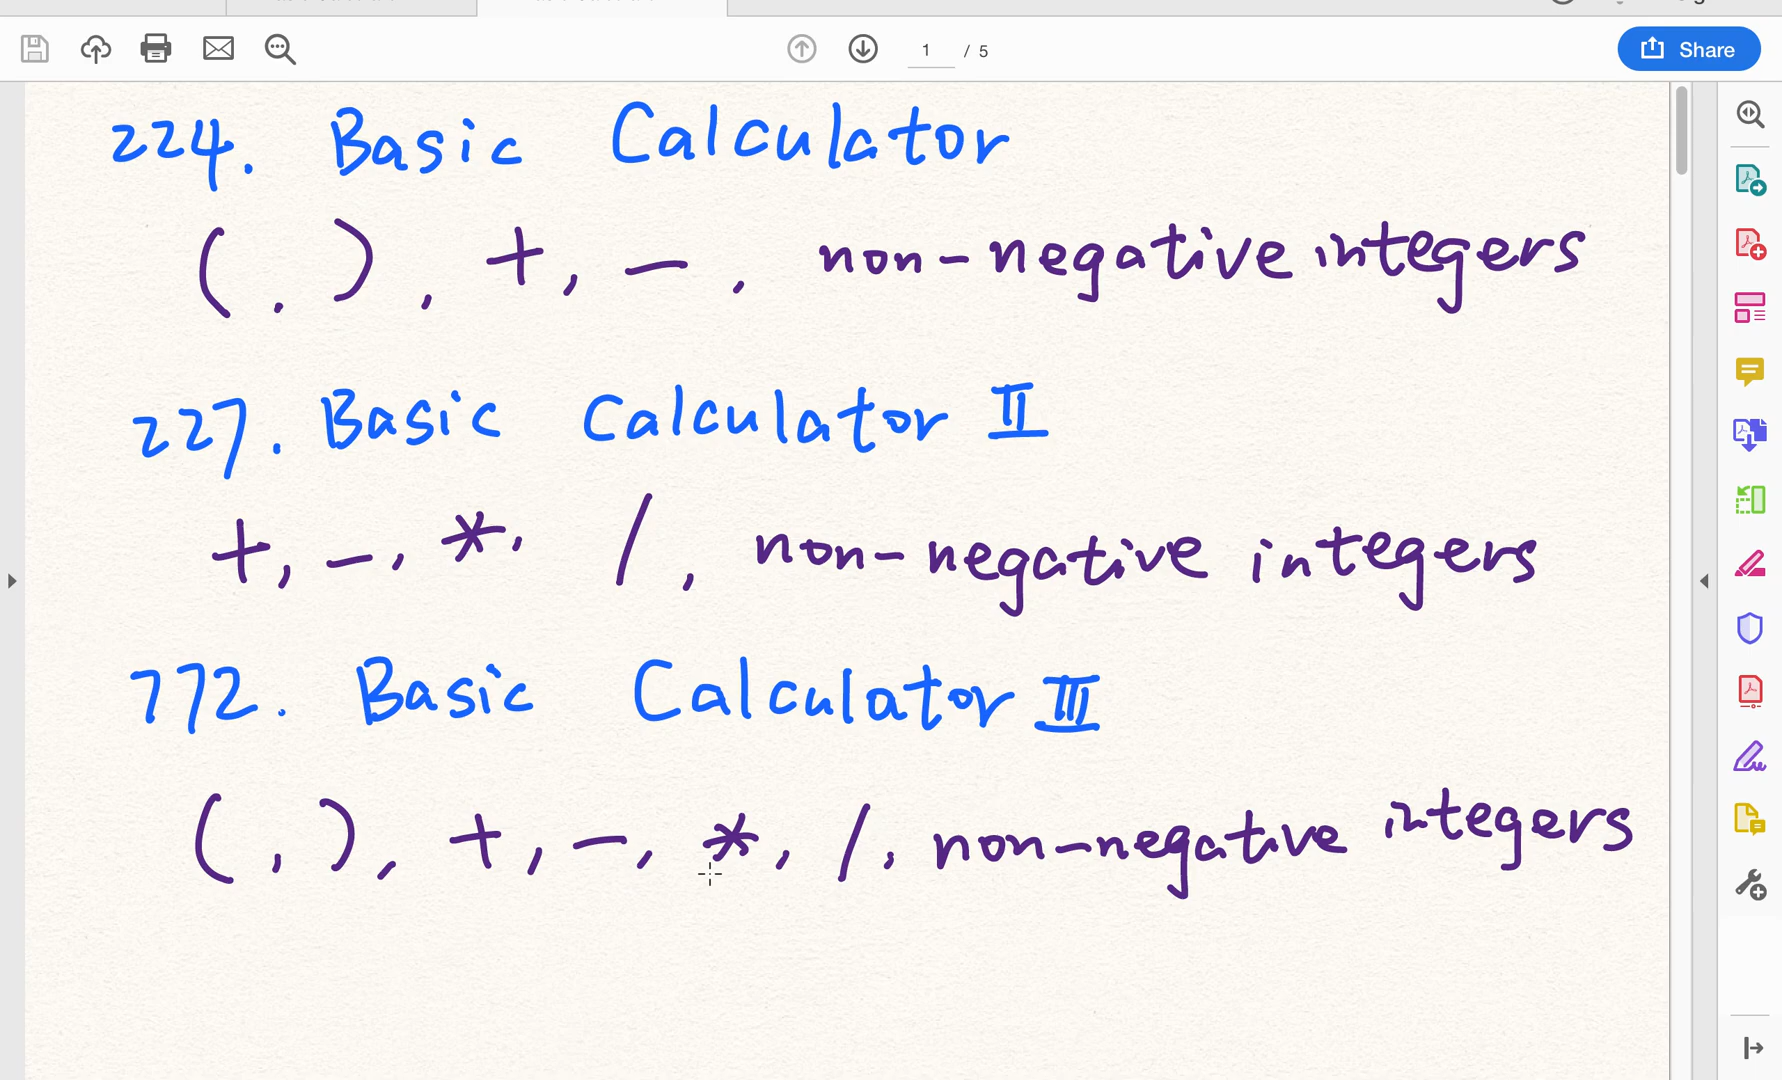 1 / 5
Share
224. Basic Calculator
( , ) , + , - , non-negative integers
227. Basic Calculator II
+ , - , * , / , non-negative integers
772. Basic Calculator III
( , ) , + , - , * , / , non-negative integers